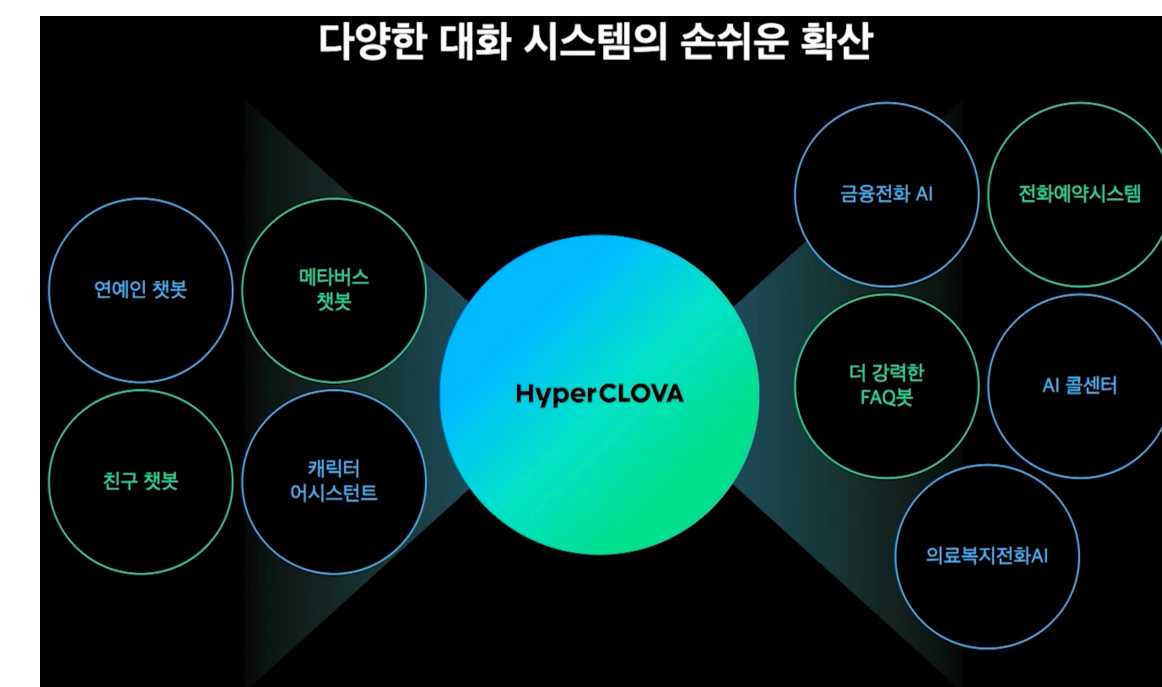 다양한 대화 시스템의 손쉬운 확산
연예인 챗봇
메타버스
챗봇
친구 챗봇
캐릭터
어시스턴트
HyperCLOVA
금융전화 AI
전화예약시스템
더 강력한
FAQ봇
AI 콜센터
의료복지전화AI